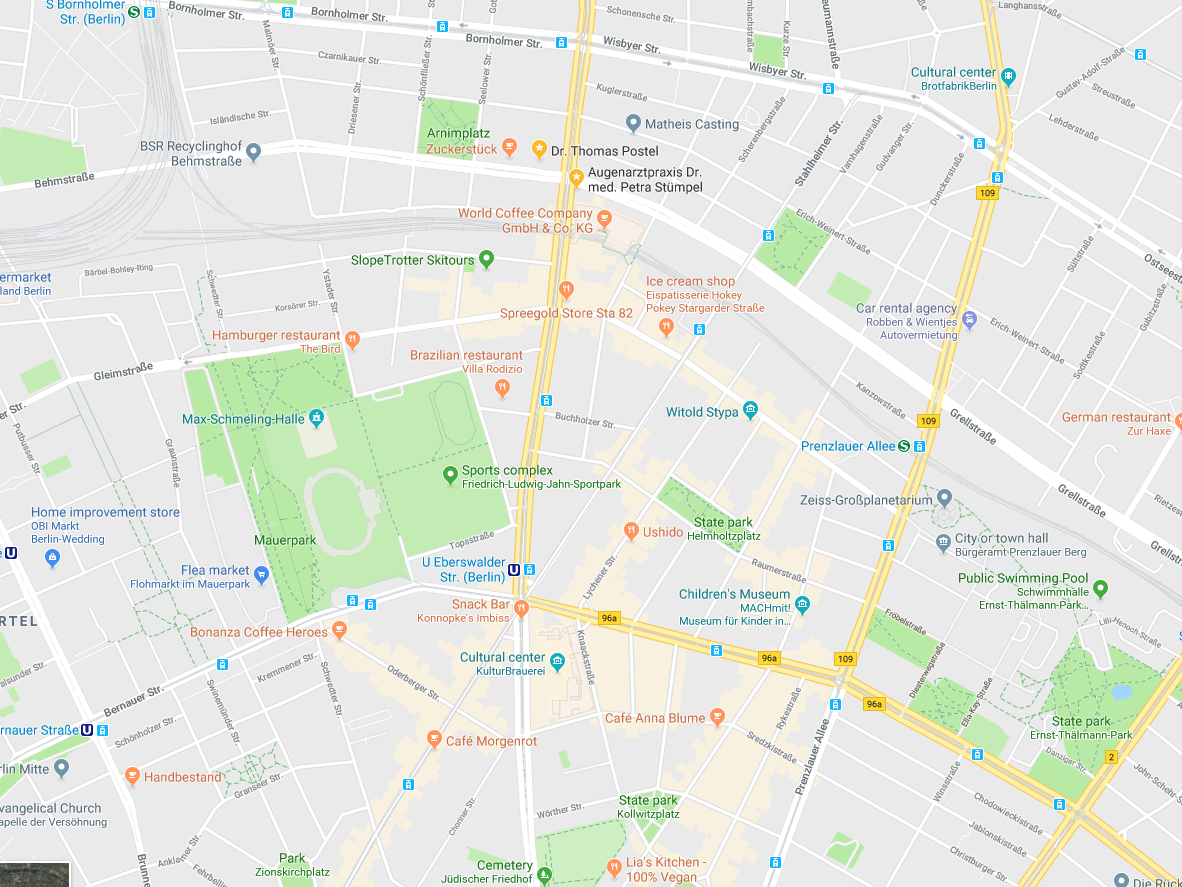 S Bornholmer
Str. (Berlin)
Bornholmer Str.
Bornholmer Str.
Bornholmer Str.
Malmöer Str.
Schonensche Str.
Kurze Str.
Langhansstraße
Wisbyer Str.
Wisbyer Str.
Czarnikauer Str.
Schönfließer Str.
Seelower Str.
Driesener Str.
Isländische Str.
Kuglerstraße
Cultural center
BrotfabrikBerlin
Gustav-Adolf-Straße
Streustraße
Lehderstraße
Arnimplatz
Zuckerstück
Matheis Casting
Scherenbergstraße
Stahlheimer Str.
Varnhagenstraße
Gudvanger Str.
Dunckerstraße
BSR Recyclinghof
Behmstraße
Dr. Thomas Postel
Augenarztpraxis Dr.
med. Petra Stümpel
Behmstraße
109
World Coffee Company
GmbH & Co. KG
Erich-Weinert-Straße
SlopeTrotter Skitours
Bärbel-Bohley-Ring
Schwedter Str.
Ystader Str.
Sültstraße
Gubitzstraße
ermarket
land Berlin
Korsörer Str.
Ice cream shop
Eispatisserie Hokey
Pokey Stargarder Straße
Spreegold Store Sta 82
Car rental agency
Robben & Wientjes
Autovermietung
Erich-Weinert-Straße
Sodtkestraße
Hamburger restaurant
The Bird
Brazilian restaurant
Villa Rodizio
Gleimstraße
Kanzowstraße
Max-Schmeling-Halle
Buchholzer Str.
Witold Stypa
109
Grellstraße
German restaurant
Zur Haxe
Putbusser Str.
Graunstraße
Prenzlauer Allee
Sports complex
Friedrich-Ludwig-Jahn-Sportpark
Grellstraße
Zeiss-Großplanetarium
Home improvement store
OBI Markt
Berlin-Wedding
Mauerpark
Topsstraße
Ushido
State park
Helmholtzplatz
City or town hall
Bürgeramt Prenzlauer Berg
Flea market
Flohmarkt im Mauerpark
U Eberswalder
Str. (Berlin)
Lychener Str.
Raumerstraße
Public Swimming Pool
Schwimmhalle
Ernst-Thälmann-Park...
Snack Bar
Konnopke's Imbiss
96a
Children's Museum
MACHmit!
Museum für Kinder in...
Fröbelstraße
Lilli-Henoch-Straße
Bonanza Coffee Heroes
Knaackstraße
96a
109
Cultural center
KulturBrauerei
Kremmener Str.
Schwedter Str.
Oderberger Str.
Diesterwegstraße
Ella-Kay-Straße
Bernauer Str.
Swinemünder Str.
Rykestraße
96a
State park
Ernst-Thälmann-Park
Café Anna Blume
Schönholzer Str.
Café Morgenrot
Sredzkistraße
Prenzlauer Allee
Danziger Str.
2
Handbestand
Granseer Str.
Winsstraße
Chodowieckistraße
John-Schehr-Str.
Choriner Str.
Wörther Str.
State park
Kollwitzplatz
Jablonskistraße
Christburger Str.
vangelical Church
apelle der Versöhnung
Anklamer Str.
Park
Zionskirchplatz
Cemetery
Jüdischer Friedhof
Lia's Kitchen -
100% Vegan